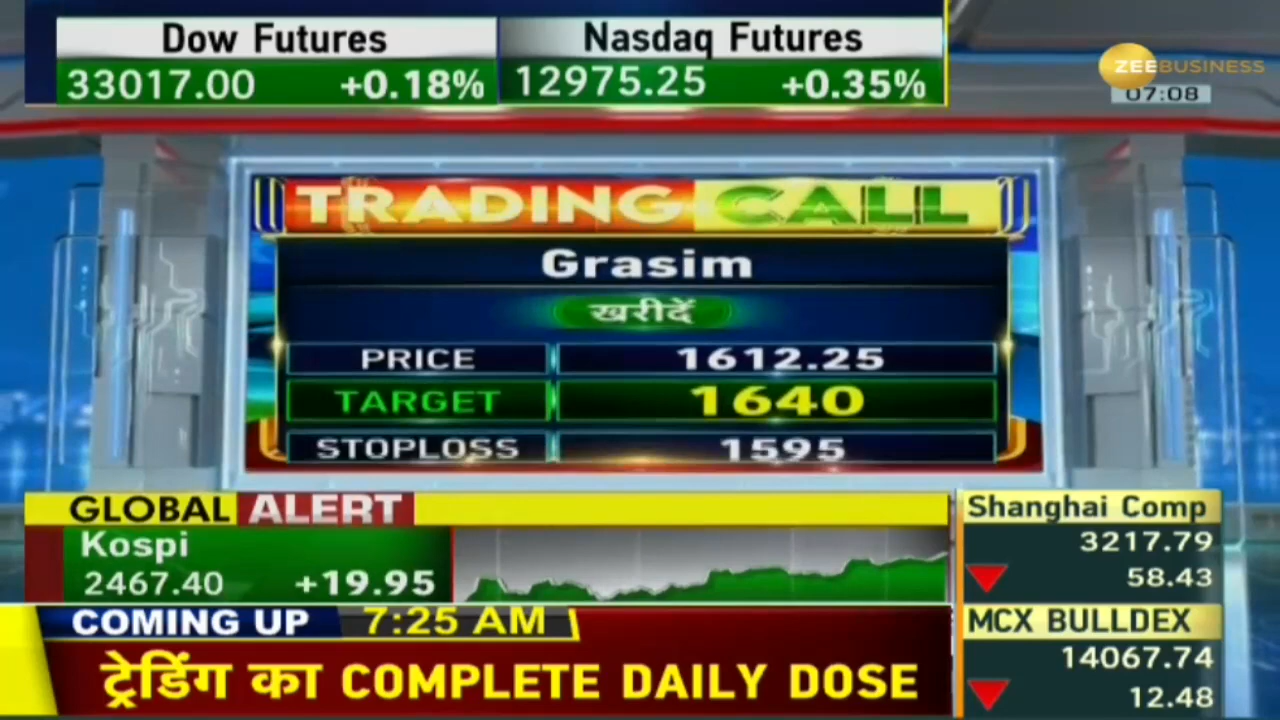 Dow Futures
33017.00 +0.18%
Nasdaq Futures
12975.25 +0.35%
ZEEBUSINESS
07:08
TRADING CALL
Grasim
खरीदें
PRICE 1612.25
TARGET 1640
STOPLOSS 1595
GLOBAL ALERT
Kospi
2467.40 +19.95
Shanghai Comp
3217.79
58.43
MCX BULLDEX
14067.74
12.48
COMING UP 7:25 AM
ट्रेडिंग का COMPLETE DAILY DOSE